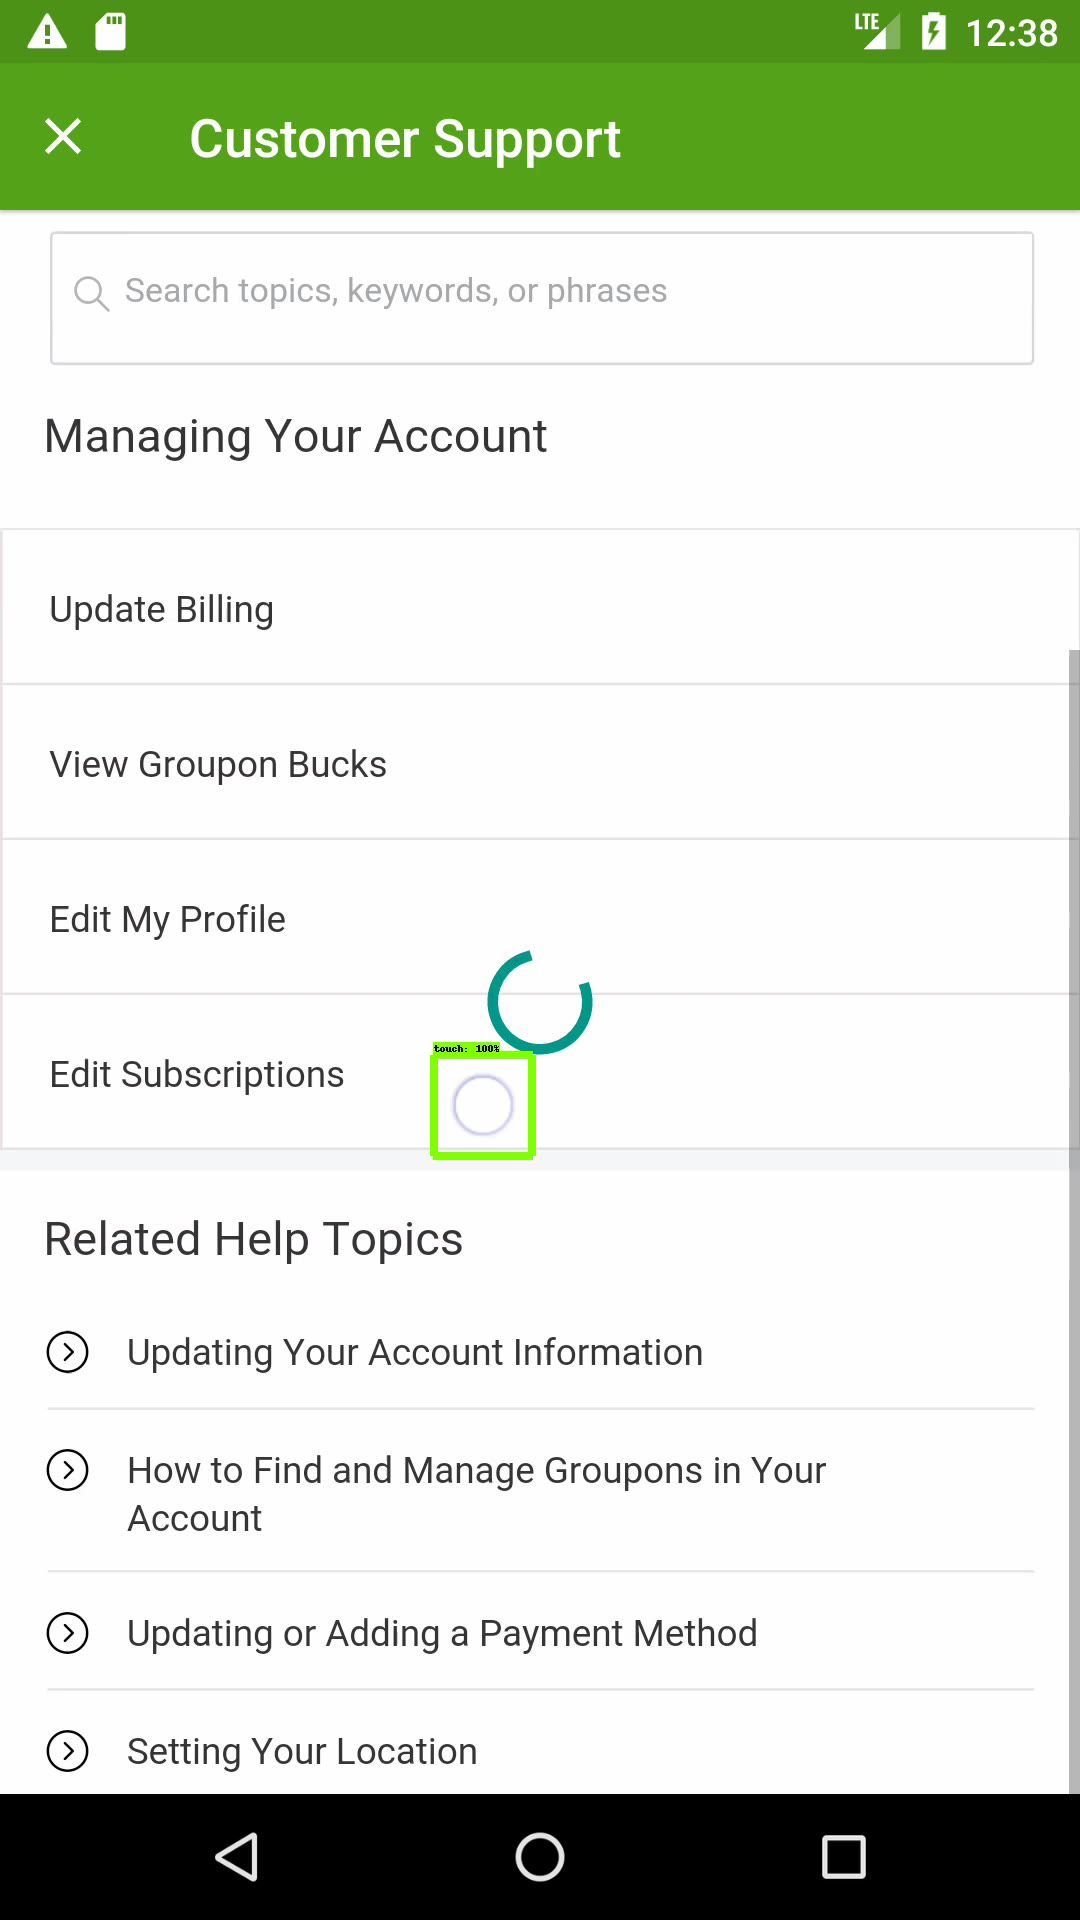 LTE 12:38
Customer Support
Search topics, keywords, or phrases
Managing Your Account
Update Billing
View Groupon Bucks
Edit My Profile
touch: 100%
Edit Subscriptions
Related Help Topics
Updating Your Account Information
How to Find and Manage Groupons in Your
Account
Updating or Adding a Payment Method
Setting Your Location